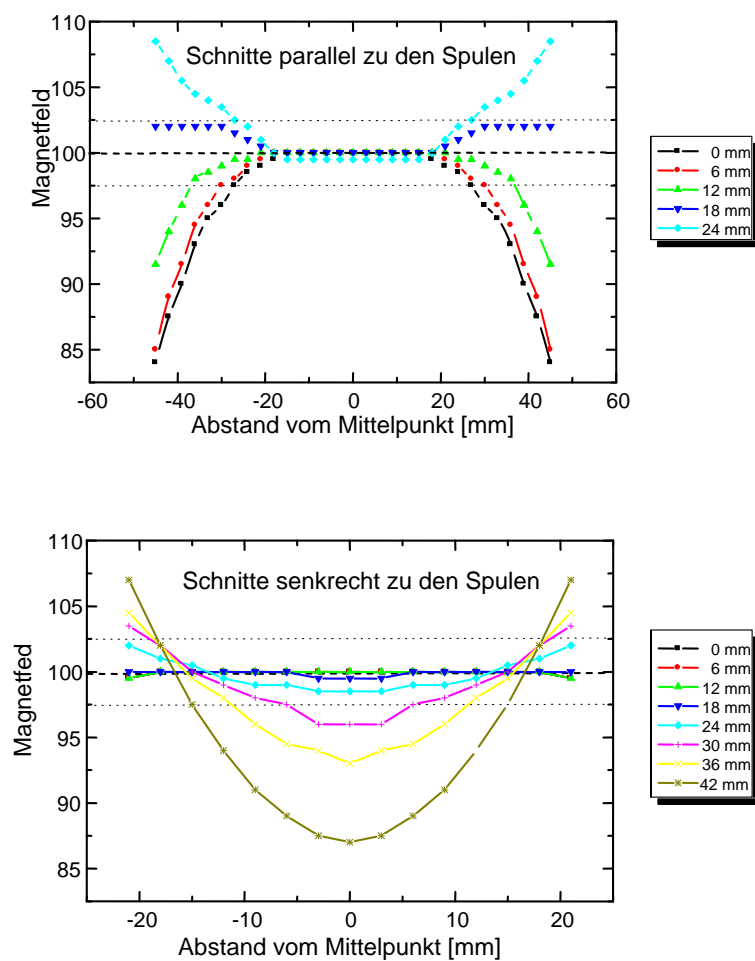 110
Schnitte parallel zu den Spulen
105
100
95
90
85
Magnetfeld
-60 -40 -20 0 20 40 60
Abstand vom Mittelpunkt [mm]
0 mm
6 mm
12 mm
18 mm
24 mm
110
Schnitte senkrecht zu den Spulen
105
100
95
90
85
Magnetfed
-20 -10 0 10 20
Abstand vom Mittelpunkt [mm]
0 mm
6 mm
12 mm
18 mm
24 mm
30 mm
36 mm
42 mm